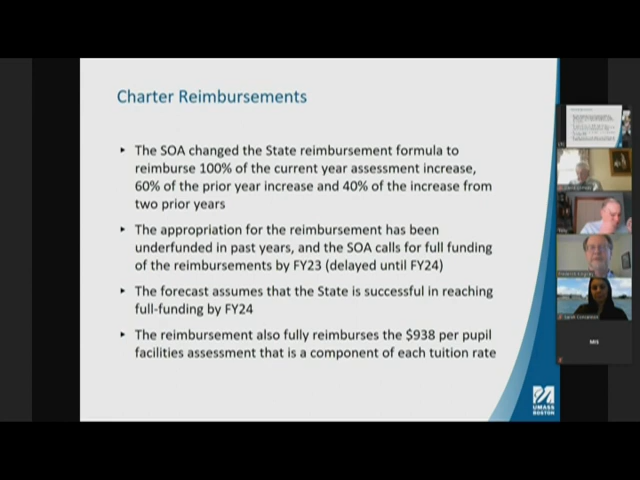 Charter Reimbursements
‣ The SOA changed the State reimbursement formula to
reimburse 100% of the current year assessment increase,
60% of the prior year increase and 40% of the increase from
two prior years
‣ The appropriation for the reimbursement has been
underfunded in past years, and the SOA calls for full funding
of the reimbursements by FY23 (delayed until FY24)
‣ The forecast assumes that the State is successful in reaching
full-funding by FY24
‣ The reimbursement also fully reimburses the $938 per pupil
facilities assessment that is a component of each tuition rate
UMASS
BOSTON